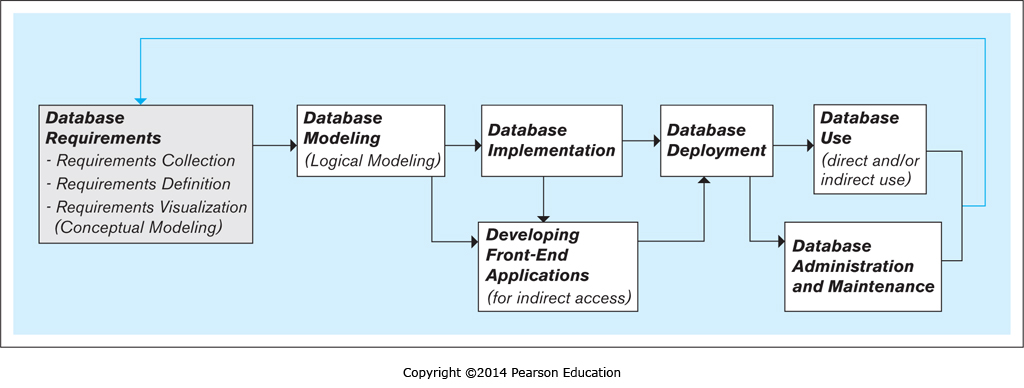 Database
Requirements
- Requirements Collection
- Requirements Definition
- Requirements Visualization
(Conceptual Modeling)
Database
Modeling
(Logical Modeling)
Database
Implementation
Database
Deployment
Database
Use
(direct and/or
indirect use)
Developing
Front-End
Applications
(for indirect access)
Database
Administration
and Maintenance
Copyright ©2014 Pearson Education